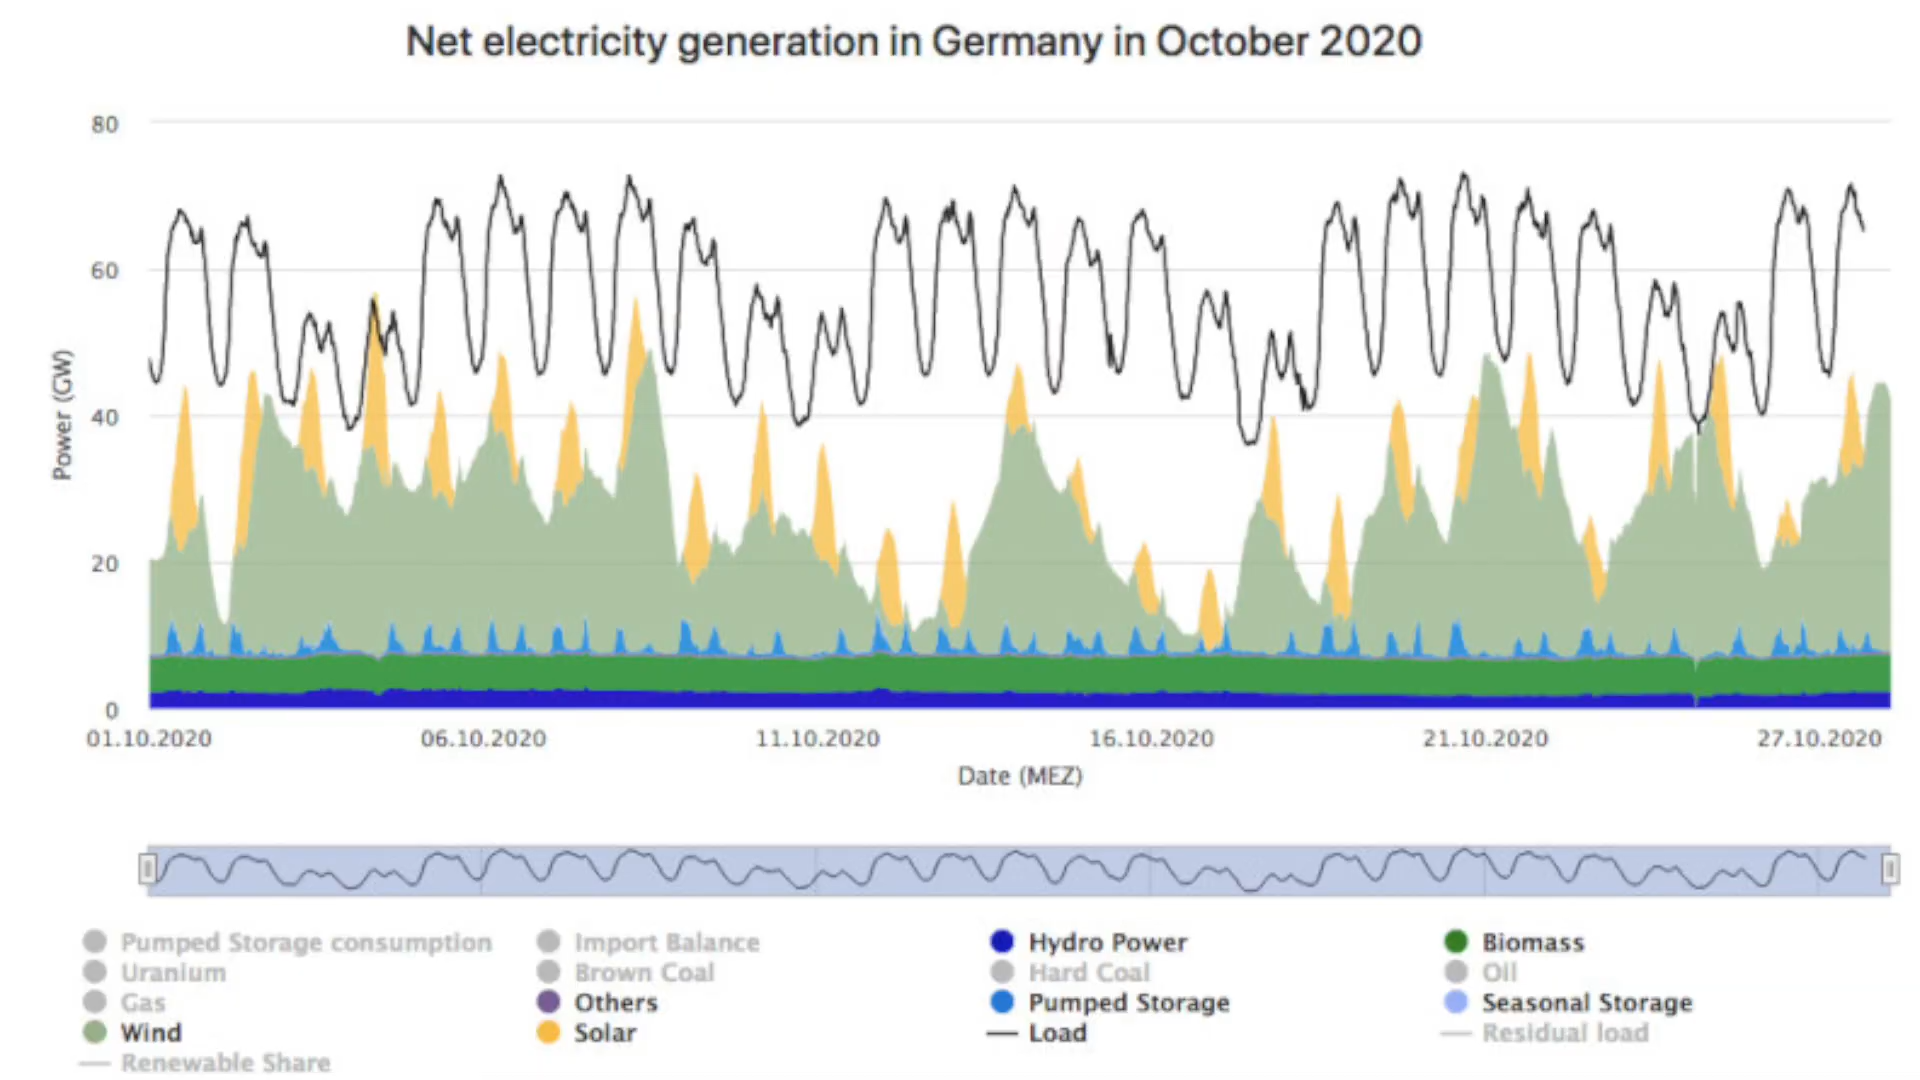 Net electricity generation in Germany in October 2020
80
60
40
20
0
Power (GW)
01.10.2020 06.10.2020 11.10.2020 16.10.2020 21.10.2020 27.10.2020
Date (MEZ)
Pumped Storage consumption Import Balance Hydro Power Biomass
Uranium Brown Coal Hard Coal Oil
Gas Others Pumped Storage Seasonal Storage
Wind Solar Load Residual load
Renewable Share